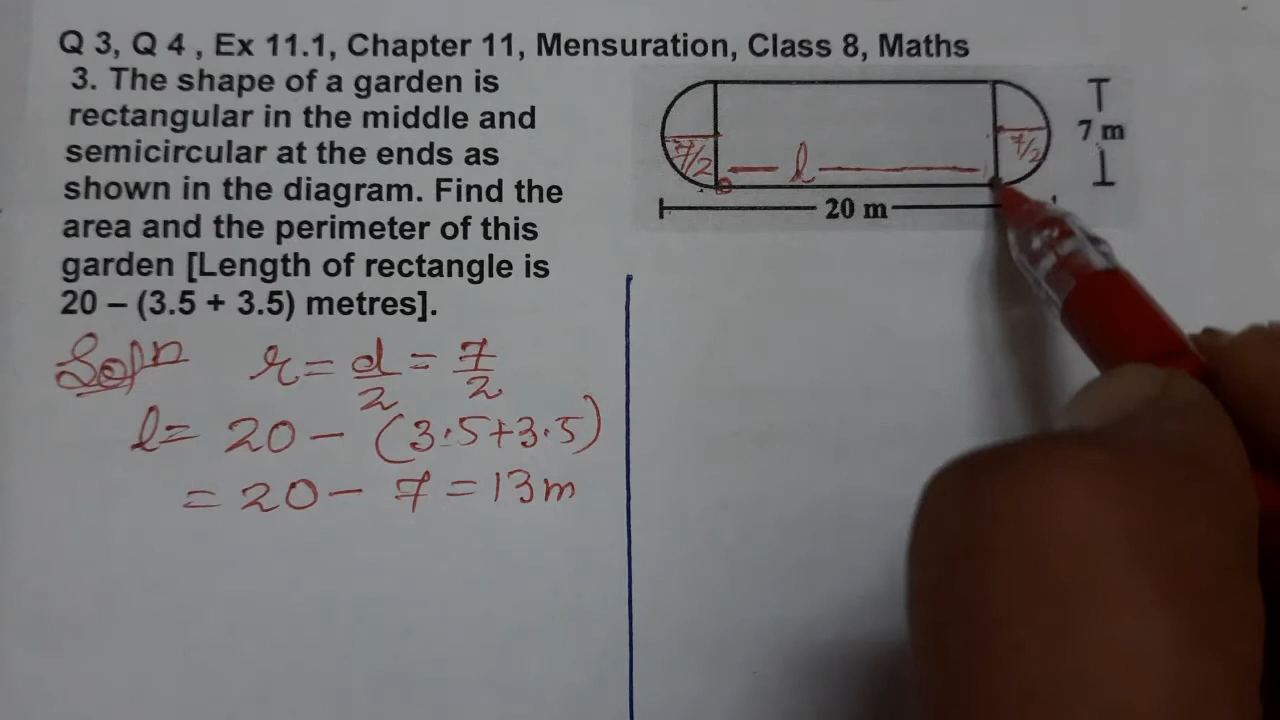 Q 3, Q 4 , Ex 11.1, Chapter 11, Mensuration, Class 8, Maths
3. The shape of a garden is
rectangular in the middle and
semicircular at the ends as
shown in the diagram. Find the
area and the perimeter of this
garden [Length of rectangle is
20 – (3.5 + 3.5) metres].
7/2
l
7/2
7 m
20 m
Soln r = d/2 = 7/2
l = 20 - (3.5+3.5)
= 20 - 7 = 13m